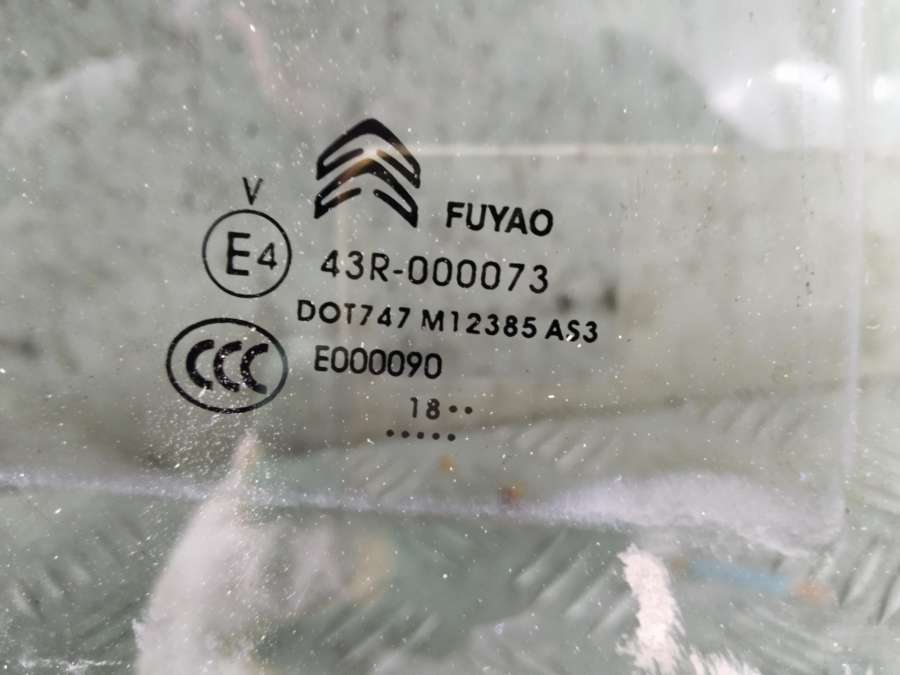 V
FUYAO
E4 43R-000073
DOT747 M12385 AS3
CCC E000090
18••
•••••